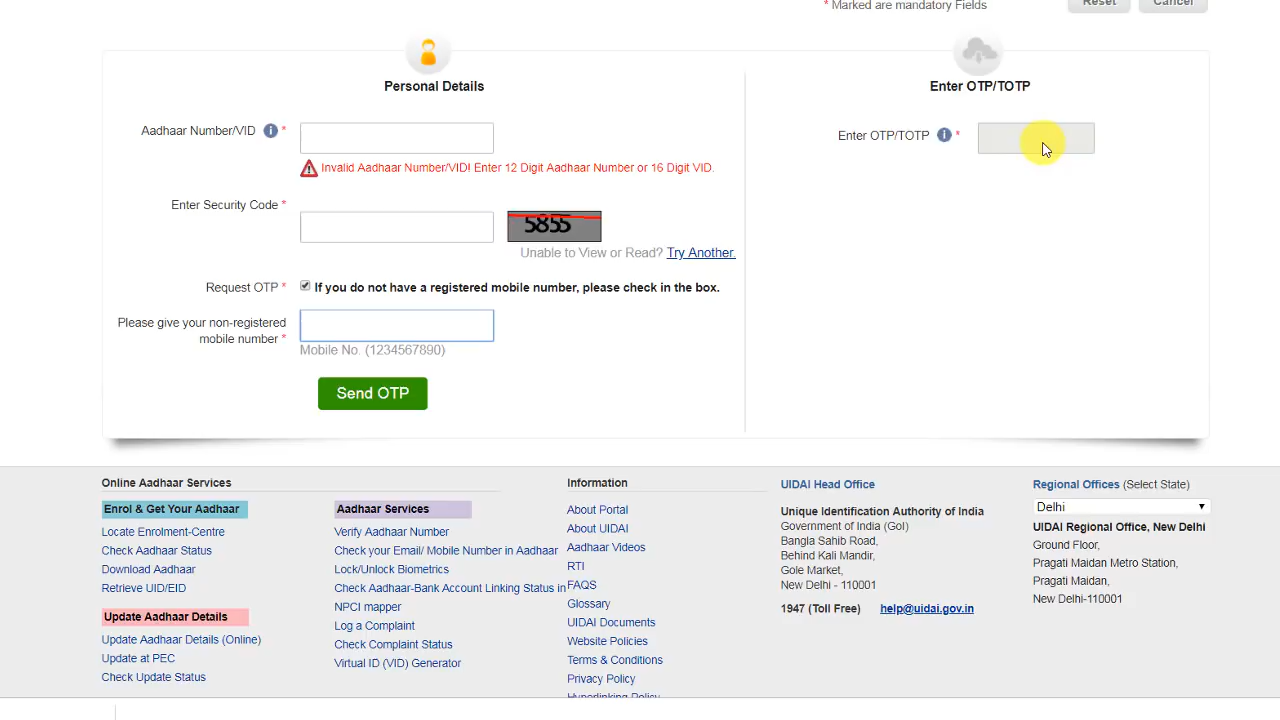 * Marked are mandatory Fields
Reset
Cancel
Personal Details
Aadhaar Number/VID i *
Invalid Aadhaar Number/VID! Enter 12 Digit Aadhaar Number or 16 Digit VID.
Enter Security Code *
5855
Unable to View or Read? Try Another.
Request OTP * If you do not have a registered mobile number, please check in the box.
Please give your non-registered
mobile number *
Mobile No. (1234567890)
Send OTP
Enter OTP/TOTP
Enter OTP/TOTP i *
Online Aadhaar Services
Enrol & Get Your Aadhaar
Locate Enrolment-Centre
Check Aadhaar Status
Download Aadhaar
Retrieve UID/EID
Update Aadhaar Details
Update Aadhaar Details (Online)
Update at PEC
Check Update Status
Aadhaar Services
Verify Aadhaar Number
Check your Email/ Mobile Number in Aadhaar
Lock/Unlock Biometrics
Check Aadhaar-Bank Account Linking Status in
NPCI mapper
Log a Complaint
Check Complaint Status
Virtual ID (VID) Generator
Information
About Portal
About UIDAI
Aadhaar Videos
RTI
FAQS
Glossary
UIDAI Documents
Website Policies
Terms & Conditions
Privacy Policy
Hyperlinking Policy
UIDAI Head Office
Unique Identification Authority of India
Government of India (GoI)
Bangla Sahib Road,
Behind Kali Mandir,
Gole Market,
New Delhi - 110001
1947 (Toll Free) help@uidai.gov.in
Regional Offices (Select State)
Delhi
UIDAI Regional Office, New Delhi
Ground Floor,
Pragati Maidan Metro Station,
Pragati Maidan,
New Delhi-110001